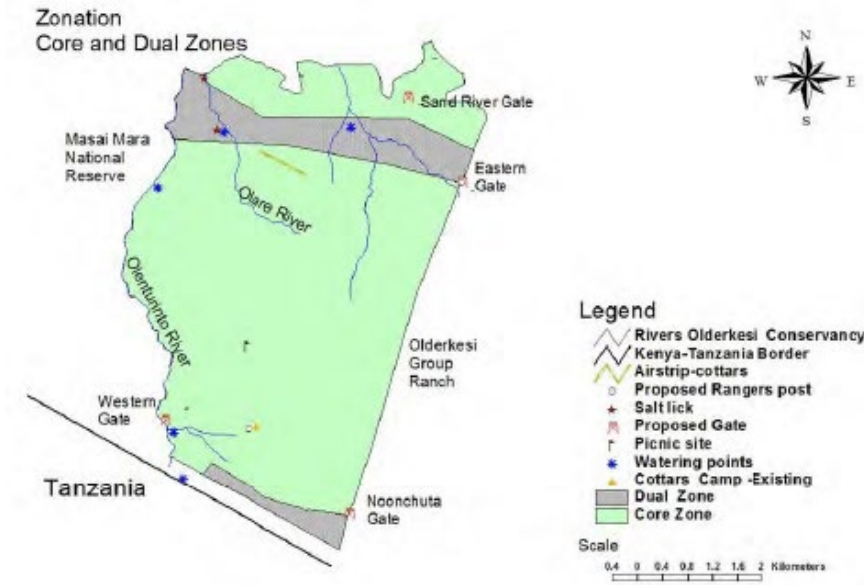 Zonation
Core and Dual Zones
N
W
E
S
Sand River Gate
Masai Mara
National
Reserve
Eastern
Gate
Olare River
Olenturinto River
Olderkesi
Group
Ranch
Western
Gate
Tanzania
Noonchuta
Gate
Legend
Rivers Olderkesi Conservancy
Kenya-Tanzania Border
Airstrip-cottars
Proposed Rangers post
Salt lick
Proposed Gate
Picnic site
Watering points
Cottars Camp -Existing
Dual Zone
Core Zone
Scale
0.4 0 0.4 0.8 1.2 1.6 2 Kilometers